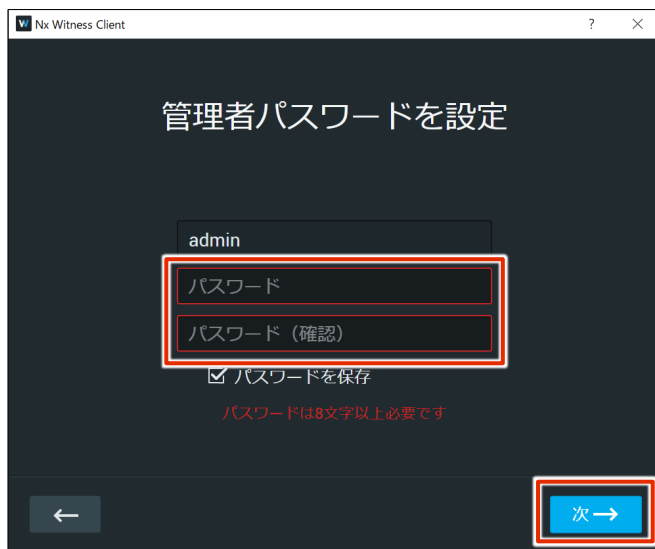 Nx Witness Client
管理者パスワードを設定
admin
パスワード
パスワード（確認）
パスワードを保存
パスワードは8文字以上必要です
次